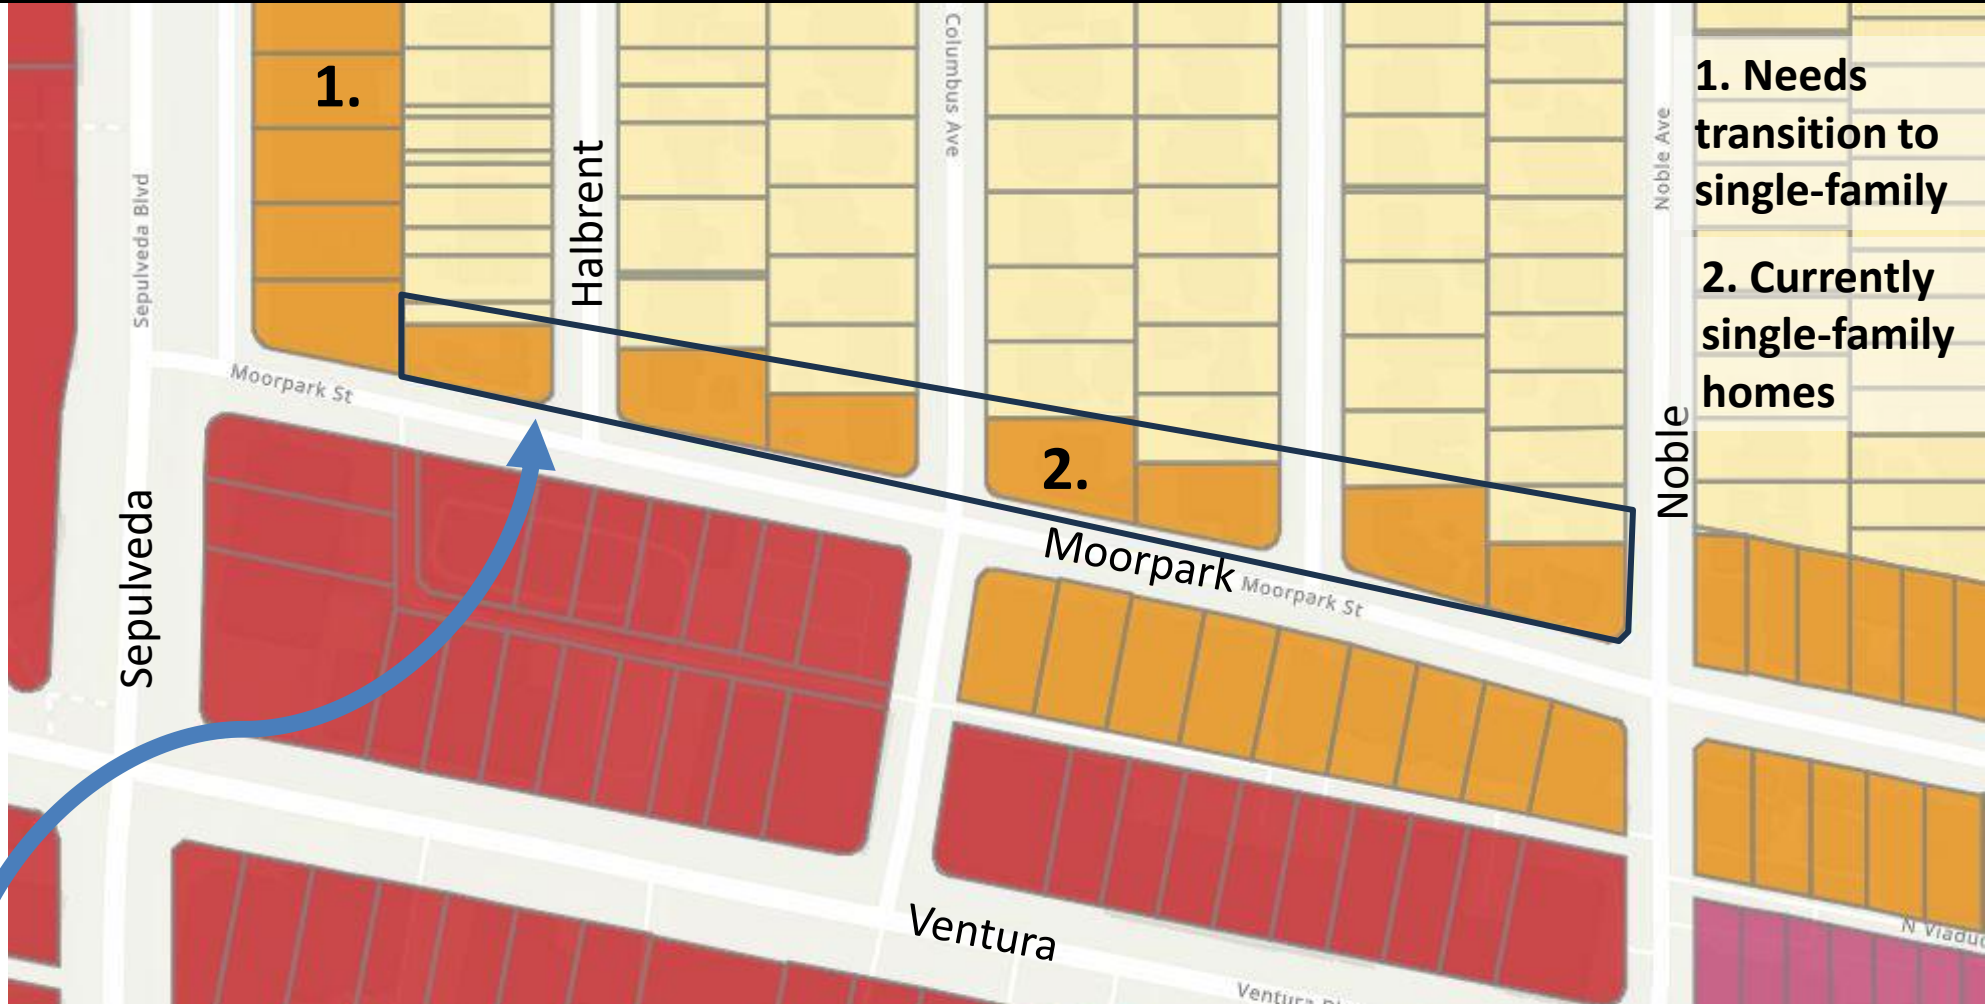 1.
1. Needs
transition to
single-family
2. Currently
single-family
homes
Columbus Ave
Noble Ave
Sepulveda Blvd
Halbrent
Moorpark St
2.
Noble
Sepulveda
Moorpark
Moorpark St
Ventura
Ventura